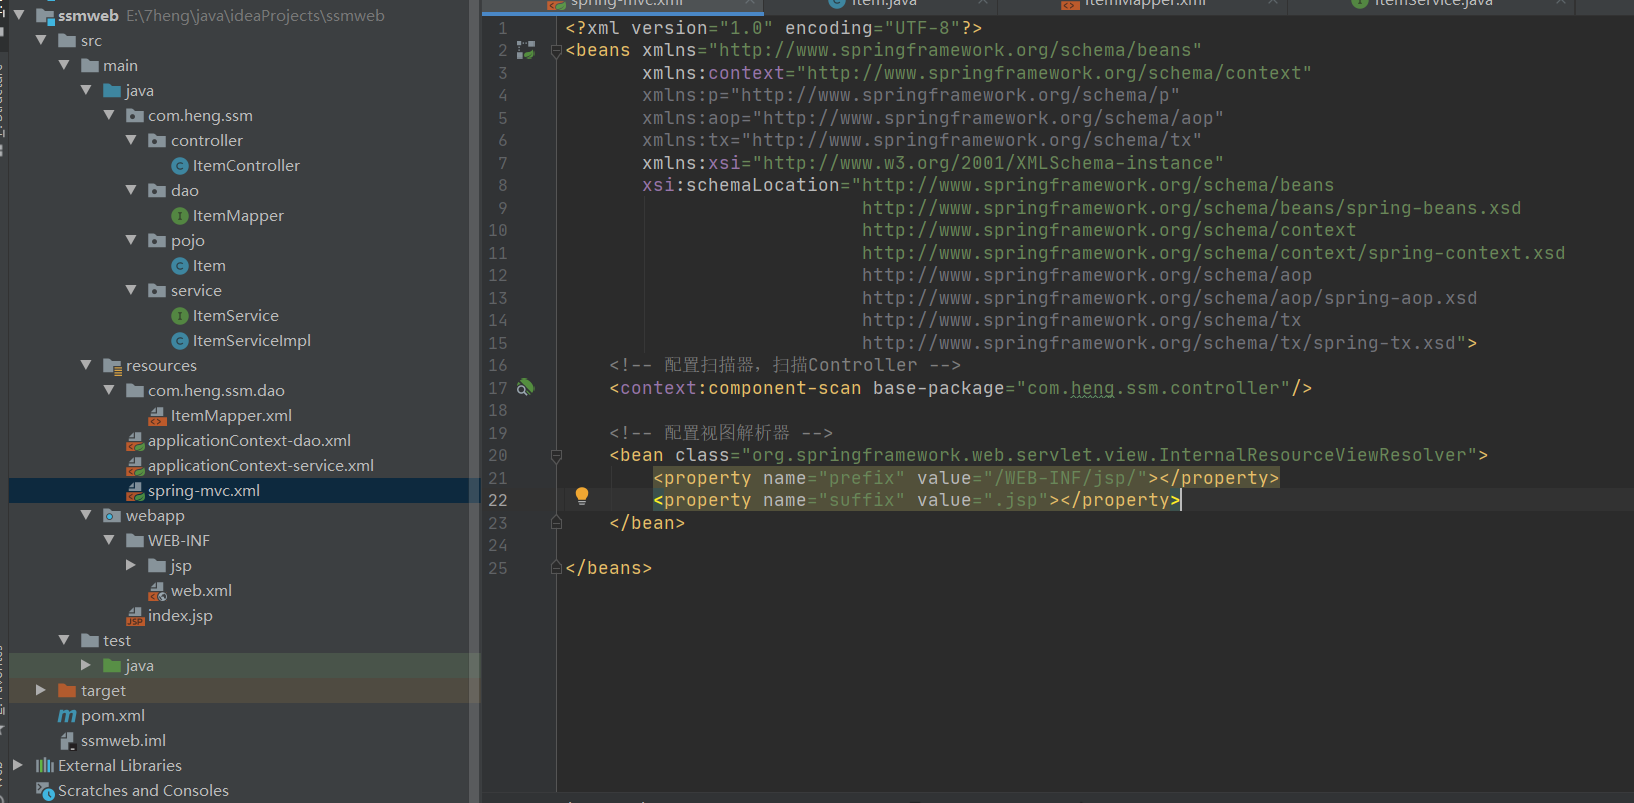 ssmweb E:\7heng\java\ideaProjects\ssmweb
src
main
java
com.heng.ssm
controller
ItemController
dao
ItemMapper
pojo
Item
service
ItemService
ItemServiceImpl
resources
com.heng.ssm.dao
ItemMapper.xml
applicationContext-dao.xml
applicationContext-service.xml
spring-mvc.xml
webapp
WEB-INF
jsp
web.xml
index.jsp
test
java
target
pom.xml
ssmweb.iml
External Libraries
Scratches and Consoles
spring-mvc.xml
Item.java
ItemMapper.xml
ItemService.java
1 <?xml version="1.0" encoding="UTF-8"?>
2 <beans xmlns="http://www.springframework.org/schema/beans"
3 xmlns:context="http://www.springframework.org/schema/context"
4 xmlns:p="http://www.springframework.org/schema/p"
5 xmlns:aop="http://www.springframework.org/schema/aop"
6 xmlns:tx="http://www.springframework.org/schema/tx"
7 xmlns:xsi="http://www.w3.org/2001/XMLSchema-instance"
8 xsi:schemaLocation="http://www.springframework.org/schema/beans
9 http://www.springframework.org/schema/beans/spring-beans.xsd
10 http://www.springframework.org/schema/context
11 http://www.springframework.org/schema/context/spring-context.xsd
12 http://www.springframework.org/schema/aop
13 http://www.springframework.org/schema/aop/spring-aop.xsd
14 http://www.springframework.org/schema/tx
15 http://www.springframework.org/schema/tx/spring-tx.xsd">
16 <!-- 配置扫描器，扫描Controller -->
17 <context:component-scan base-package="com.heng.ssm.controller"/>
18
19 <!-- 配置视图解析器 -->
20 <bean class="org.springframework.web.servlet.view.InternalResourceViewResolver">
21 <property name="prefix" value="/WEB-INF/jsp/"></property>
22 <property name="suffix" value=".jsp"></property>
23 </bean>
24
25 </beans>